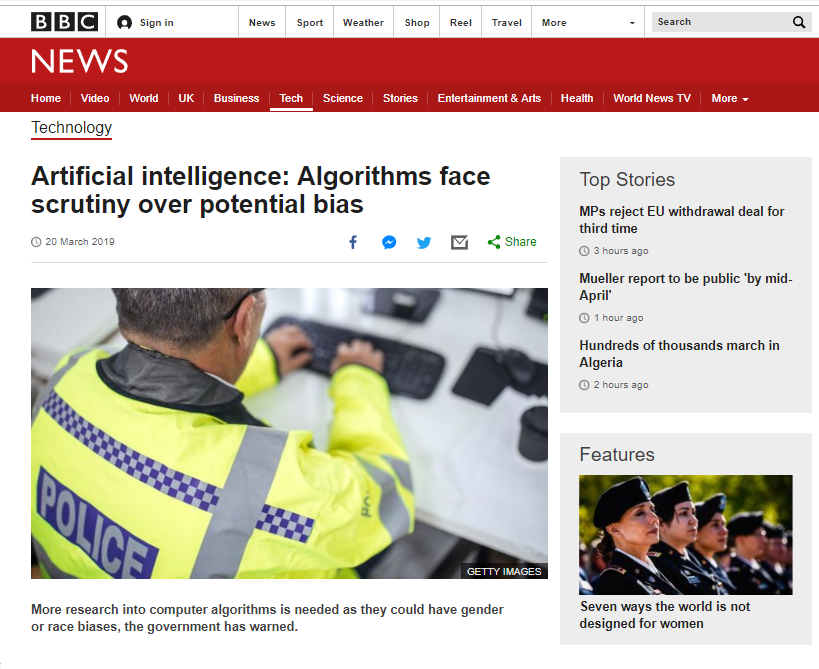 BBC Sign in News Sport Weather Shop Reel Travel More Search
NEWS
Home Video World UK Business Tech Science Stories Entertainment & Arts Health World News TV More
Technology
Artificial intelligence: Algorithms face
scrutiny over potential bias
20 March 2019 Share
POLICE
GETTY IMAGES
More research into computer algorithms is needed as they could have gender
or race biases, the government has warned.
Top Stories
MPs reject EU withdrawal deal for
third time
3 hours ago
Mueller report to be public 'by mid-
April'
1 hour ago
Hundreds of thousands march in
Algeria
2 hours ago
Features
Seven ways the world is not
designed for women